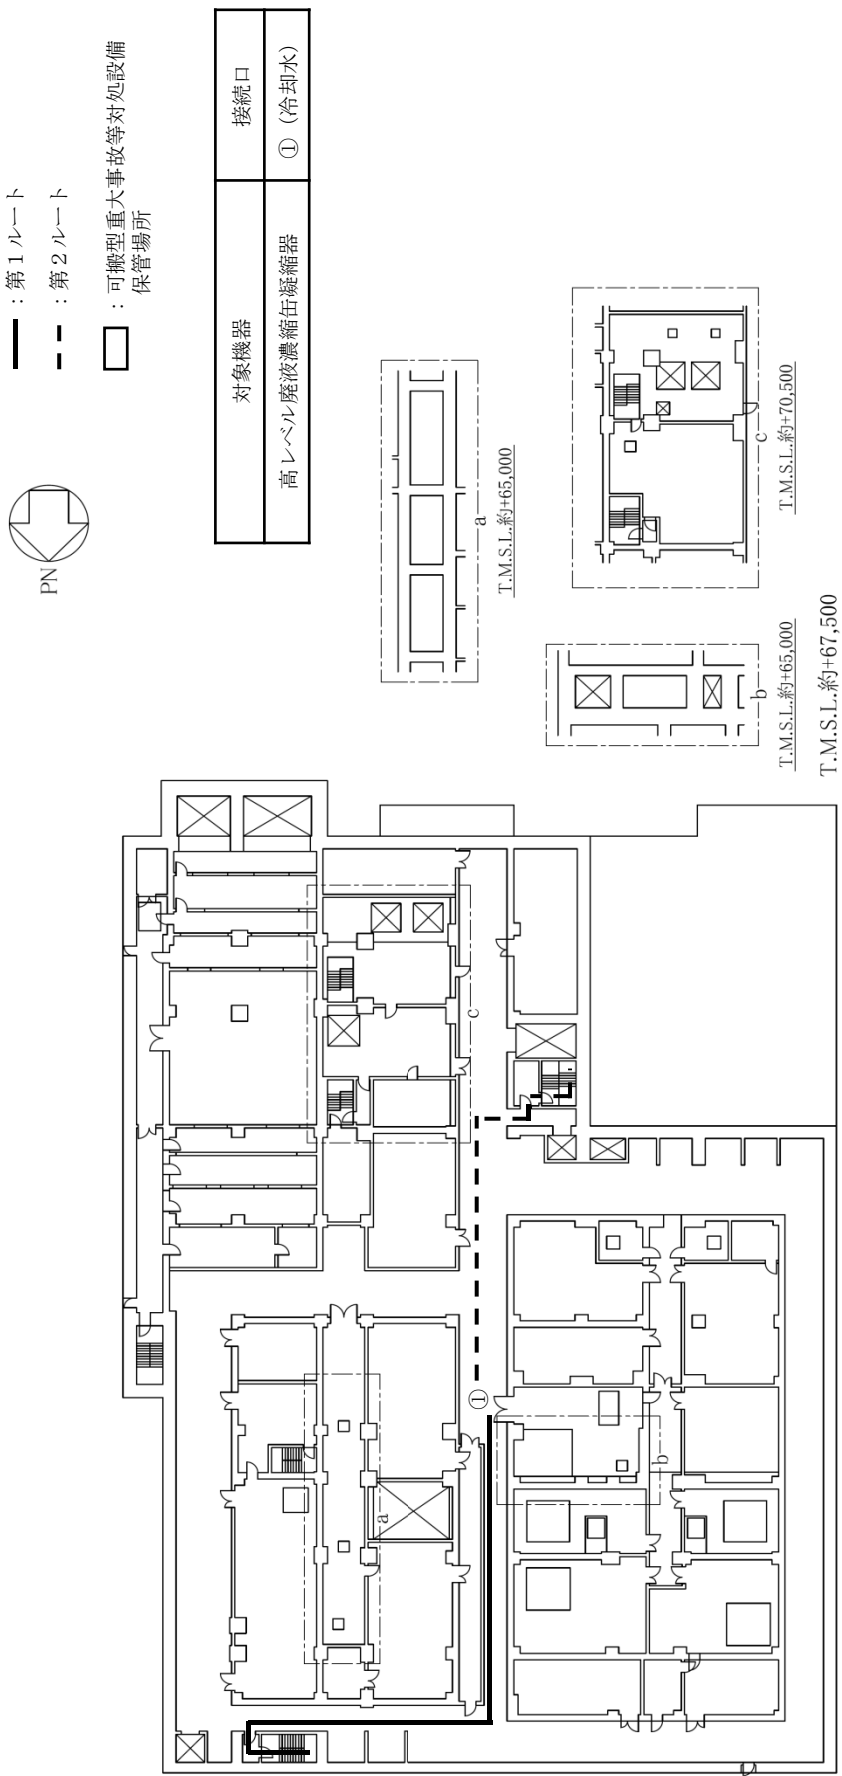 ：第１ルート
：第２ルート
：可搬型重大事故等対処設備
保管場所
PN
対象機器
接続口
高レベル廃液濃縮缶凝縮器
①（冷却水）
a
T.M.S.L.約+65,000
c
T.M.S.L.約+70,500
b
T.M.S.L.約+65,000
T.M.S.L.約+67,500
c
①
a
b